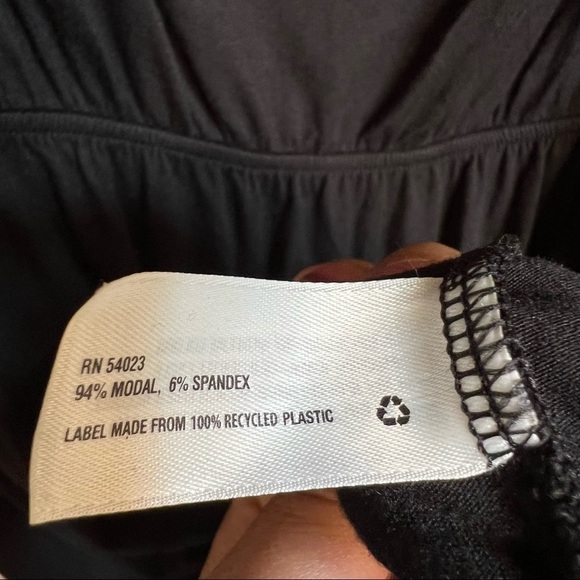 RN 54023
94% MODAL, 6% SPANDEX
LABEL MADE FROM 100% RECYCLED PLASTIC